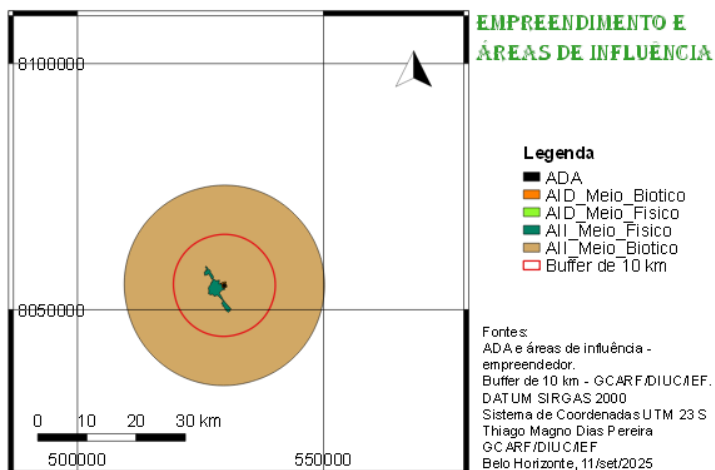 EMPREENDIMENTO E
ÁREAS DE INFLUÊNCIA
8100000
8050000
0 10 20 30 km
500000 550000
Legenda
ADA
AID_Meio_Biotico
AID_Meio_Fisico
AII_Meio_Fisico
AII_Meio_Biotico
Buffer de 10 km
Fontes:
ADA e áreas de influência -
empreendedor.
Buffer de 10 km - GCARF/DIUC/IEF.
DATUM SIRGAS 2000
Sistema de Coordenadas UTM 23 S
Thiago Magno Dias Pereira
GCARF/DIUC/IEF
Belo Horizonte, 11/set/2025